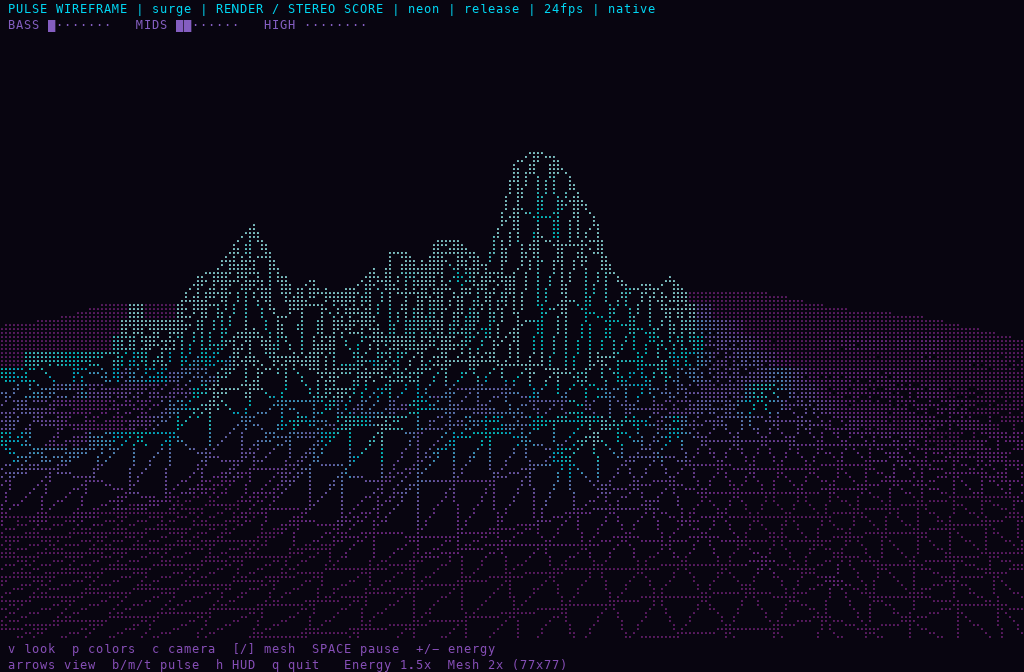 PULSE WIREFRAME | surge | RENDER / STEREO SCORE | neon | release | 24fps | native
BASS █······· MIDS ██······ HIGH ········
v look p colors c camera [/] mesh SPACE pause +/− energy
arrows view b/m/t pulse h HUD q quit Energy 1.5x Mesh 2x (77x77)